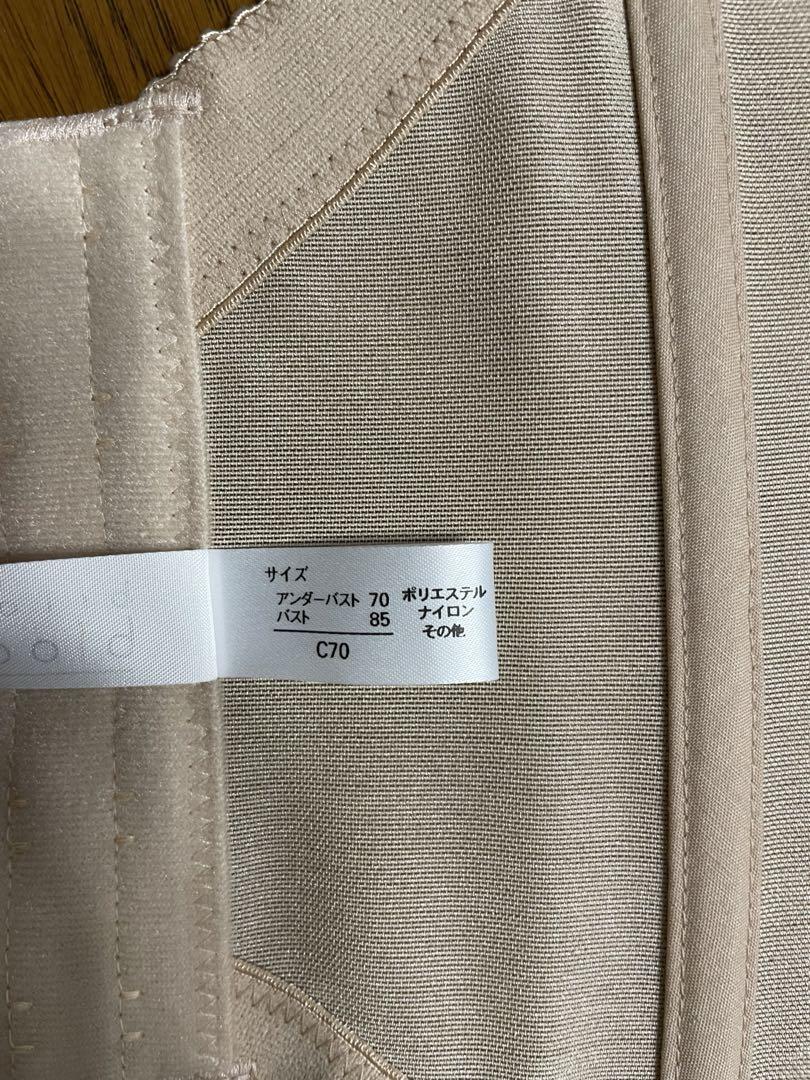 サイズ
アンダーバスト 70
バスト 85
C70
ポリエステル
ナイロン
その他